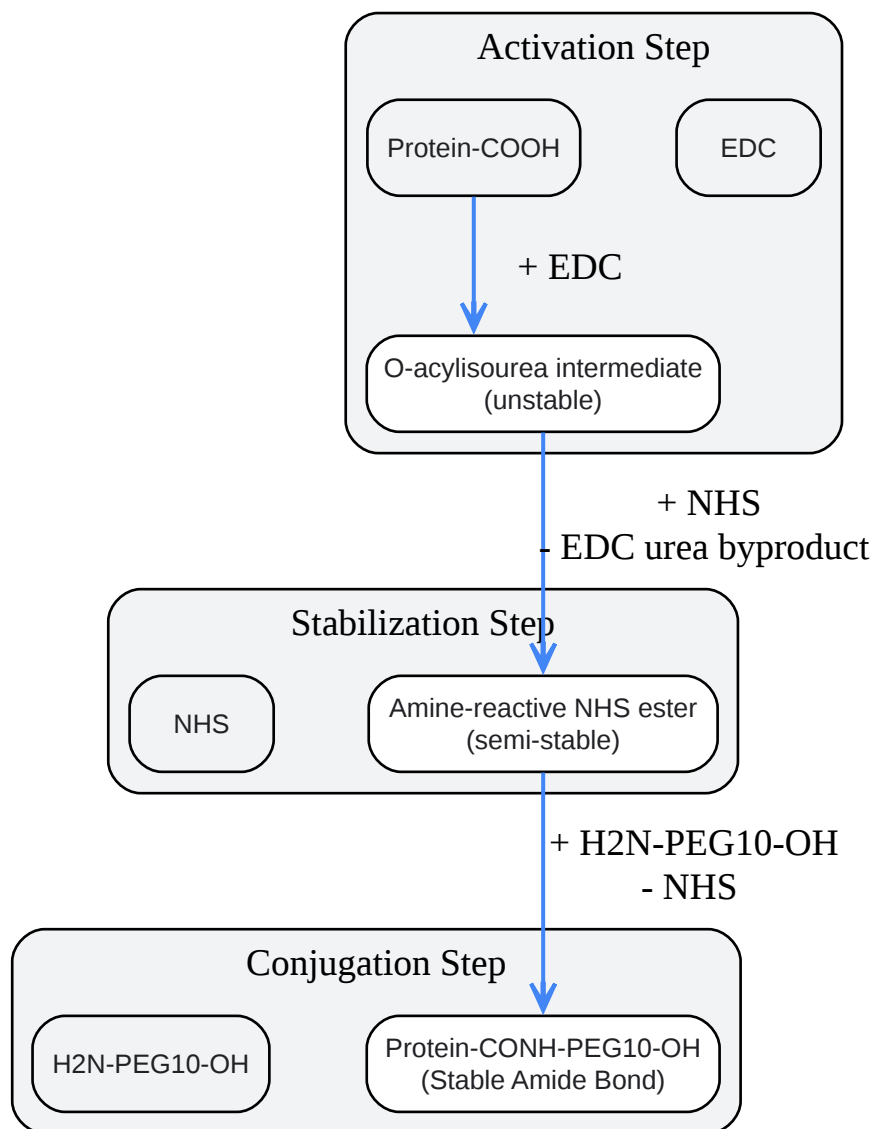 Activation Step
Protein-COOH
EDC
+ EDC
O-acylisourea intermediate
(unstable)
+ NHS
- EDC urea byproduct
Stabilization Step
NHS
Amine-reactive NHS ester
(semi-stable)
+ H2N-PEG10-OH
- NHS
Conjugation Step
H2N-PEG10-OH
Protein-CONH-PEG10-OH
(Stable Amide Bond)